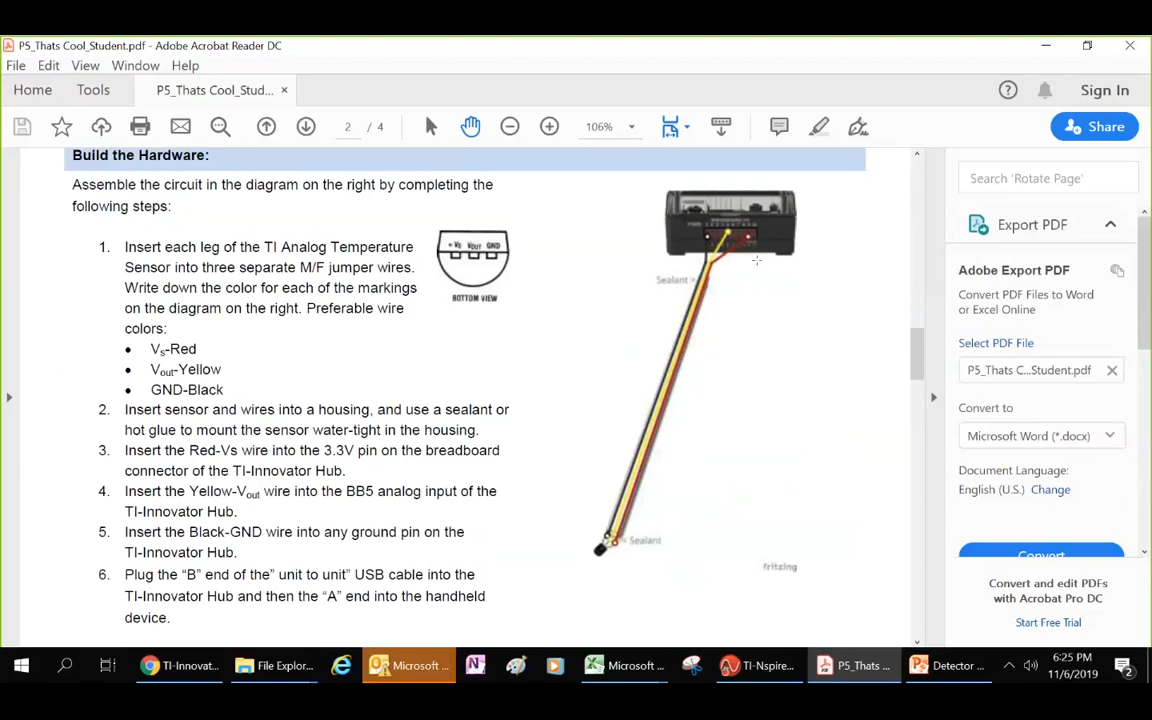 P5_Thats Cool_Student.pdf - Adobe Acrobat Reader DC
File Edit View Window Help
Home Tools P5_Thats Cool_Stud... × Sign In
2 / 4 106% Share
Build the Hardware:
Assemble the circuit in the diagram on the right by completing the
following steps:
1. Insert each leg of the TI Analog Temperature
Sensor into three separate M/F jumper wires.
Write down the color for each of the markings
on the diagram on the right. Preferable wire
colors:
• Vs-Red
• Vout-Yellow
• GND-Black
2. Insert sensor and wires into a housing, and use a sealant or
hot glue to mount the sensor water-tight in the housing.
3. Insert the Red-Vs wire into the 3.3V pin on the breadboard
connector of the TI-Innovator Hub.
4. Insert the Yellow-Vout wire into the BB5 analog input of the
TI-Innovator Hub.
5. Insert the Black-GND wire into any ground pin on the
TI-Innovator Hub.
6. Plug the “B” end of the” unit to unit” USB cable into the
TI-Innovator Hub and then the “A” end into the handheld
device.
+Vs VOUT GND
BOTTOM VIEW
Sealant
Sealant
fritzing
Search 'Rotate Page'
Export PDF
Adobe Export PDF
Convert PDF Files to Word
or Excel Online
Select PDF File
P5_Thats C...Student.pdf
Convert to
Microsoft Word (*.docx)
Document Language:
English (U.S.) Change
Convert
Convert and edit PDFs
with Acrobat Pro DC
Start Free Trial
TI-Innovat... File Explor... Microsoft ... Microsoft ... TI-Nspire... P5_Thats ... Detector ...
6:25 PM
11/6/2019
2